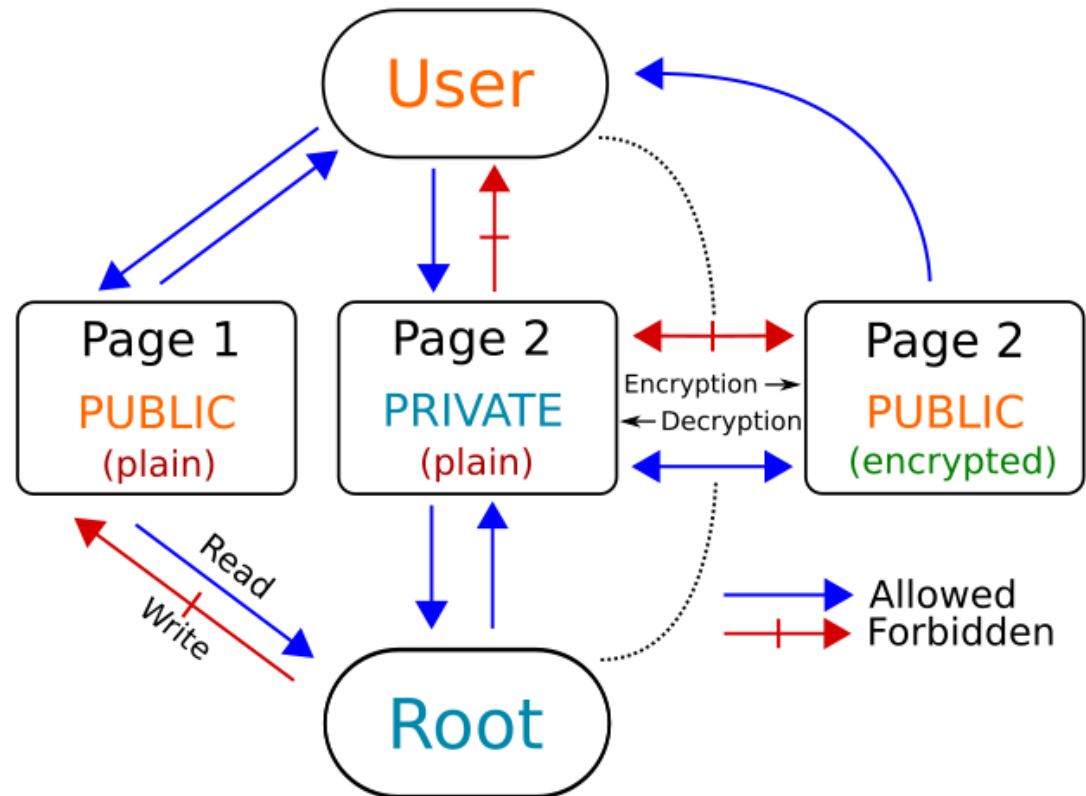 User
Page 1
PUBLIC
(plain)
Page 2
PRIVATE
(plain)
Encryption
Decryption
Page 2
PUBLIC
(encrypted)
Read
Write
Root
Allowed
Forbidden